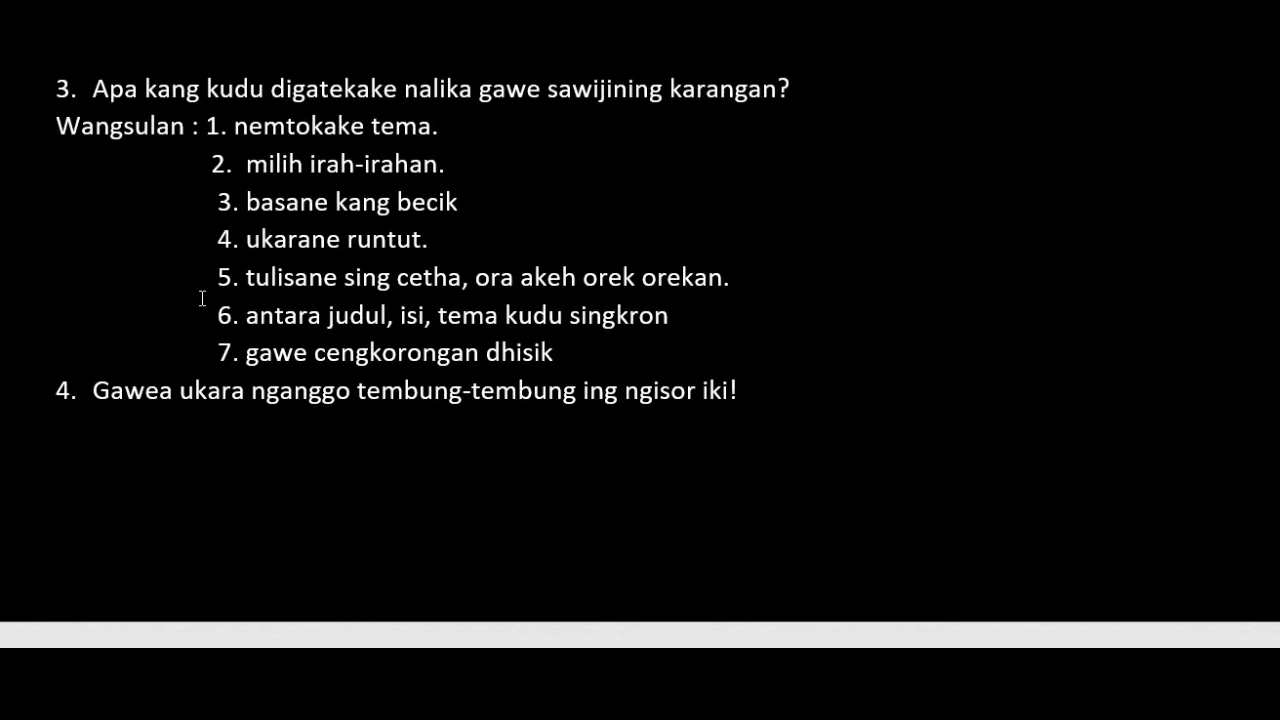 3. Apa kang kudu digatekake nalika gawe sawijining karangan?
Wangsulan : 1. nemtokake tema.
2. milih irah-irahan.
3. basane kang becik
4. ukarane runtut.
5. tulisane sing cetha, ora akeh orek orekan.
6. antara judul, isi, tema kudu singkron
7. gawe cengkorongan dhisik
4. Gawea ukara nganggo tembung-tembung ing ngisor iki!